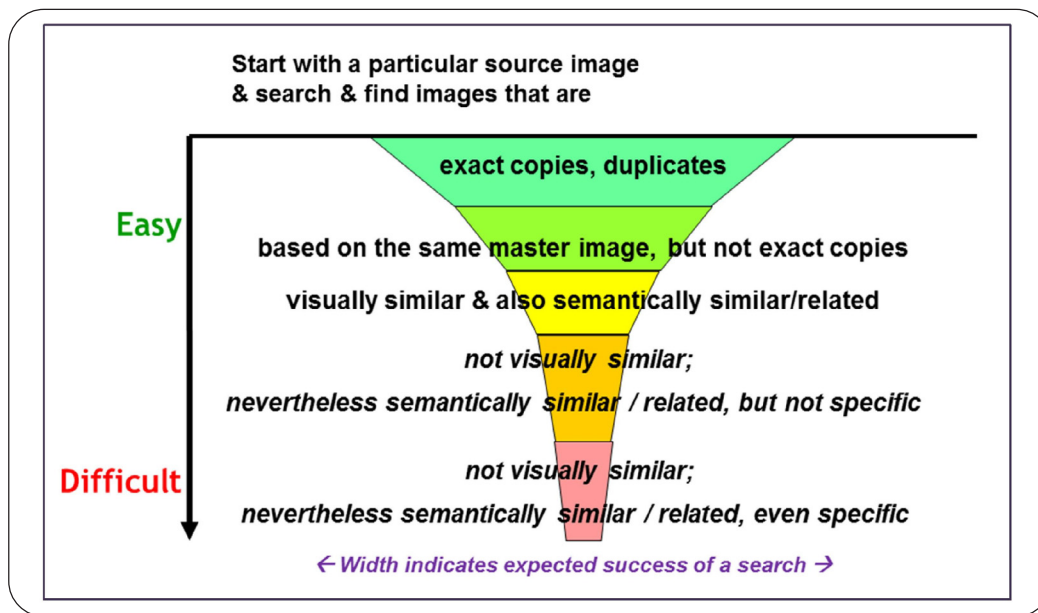 Start with a particular source image
& search & find images that are
exact copies, duplicates
Easy
based on the same master image, but not exact copies
visually similar & also semantically similar/related
not visually similar;
nevertheless semantically similar / related, but not specific
Difficult
not visually similar;
nevertheless semantically similar / related, even specific
← Width indicates expected success of a search →